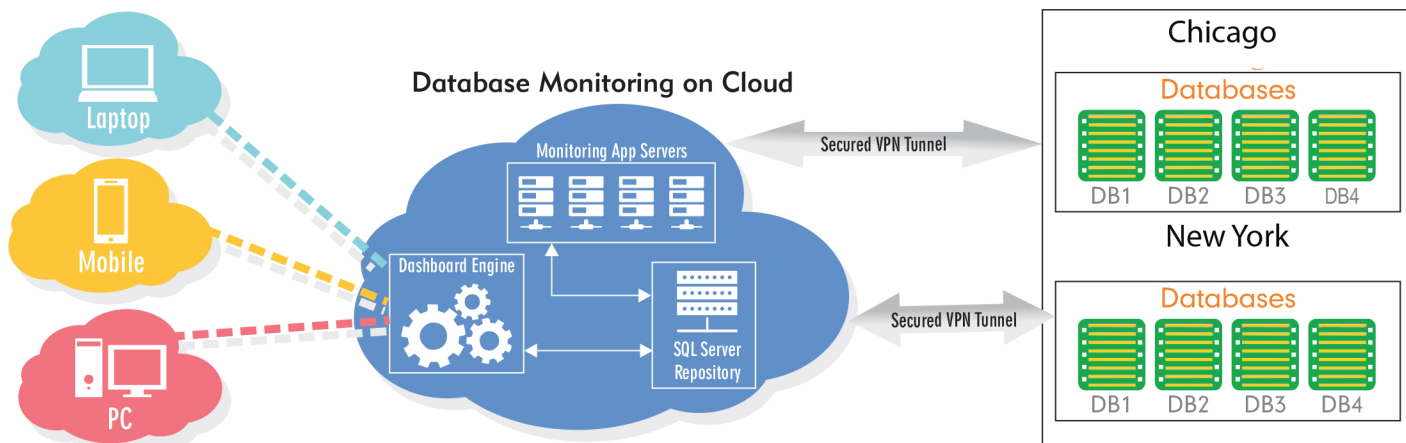 Laptop
Mobile
PC
Database Monitoring on Cloud
Monitoring App Servers
Dashboard Engine
SQL Server
Repository
Secured VPN Tunnel
Secured VPN Tunnel
Chicago
Databases
DB1 DB2 DB3 DB4
New York
Databases
DB1 DB2 DB3 DB4